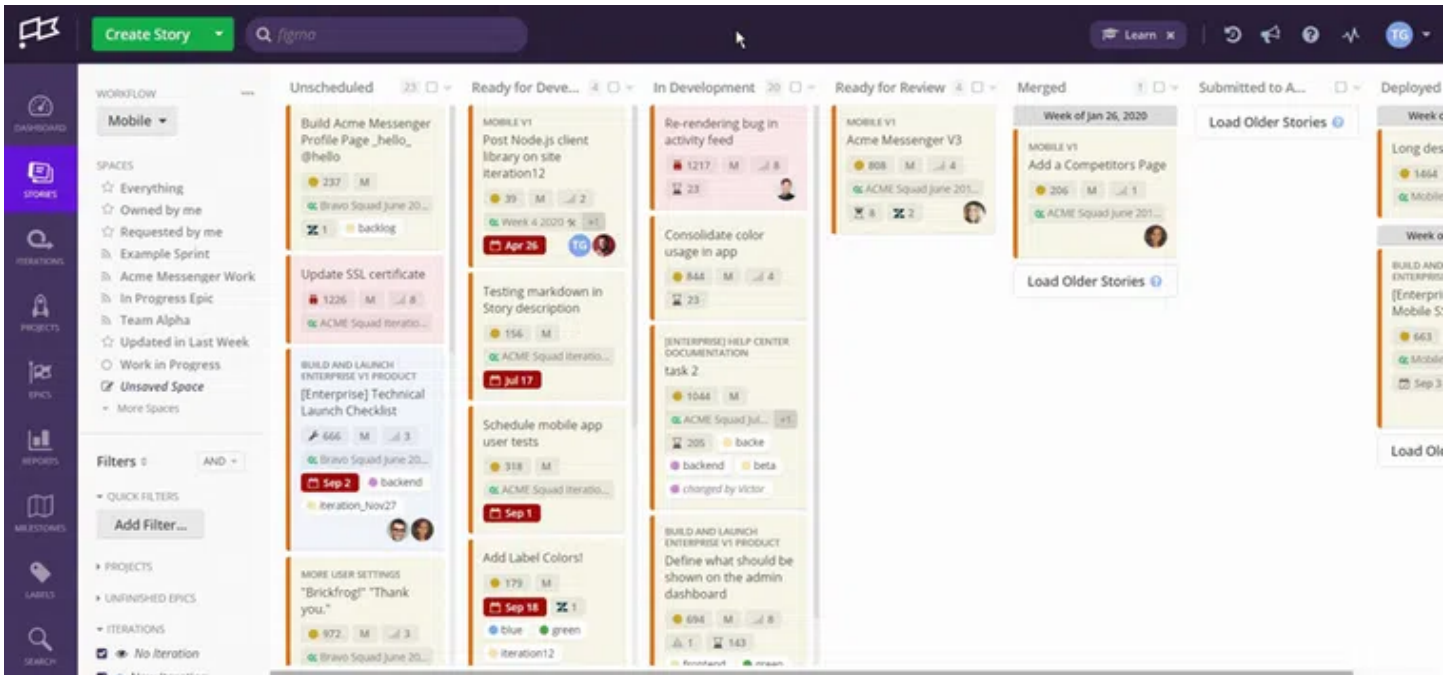 Create Story
figma
Learn ×
TG
DASHBOARD
STORIES
ITERATIONS
PROJECTS
EPICS
REPORTS
MILESTONES
LABELS
SEARCH
WORKFLOW
Mobile
SPACES
Everything
Owned by me
Requested by me
Example Sprint
Acme Messenger Work
In Progress Epic
Team Alpha
Updated in Last Week
Work in Progress
Unsaved Space
More Spaces
Filters
AND
QUICK FILTERS
Add Filter...
PROJECTS
UNFINISHED EPICS
ITERATIONS
No Iteration
Unscheduled 23
Build Acme Messenger
Profile Page _hello_
@hello
237 M
Bravo Squad June 20...
1 backlog
Update SSL certificate
1226 M 8
ACME Squad Iteratio...
BUILD AND LAUNCH
ENTERPRISE V1 PRODUCT
[Enterprise] Technical
Launch Checklist
666 M 3
Bravo Squad June 20...
Sep 2 backend
iteration_Nov27
MORE USER SETTINGS
"Brickfrog!" "Thank
you."
972 M 3
Bravo Squad June 20...
Ready for Deve... 4
MOBILE V1
Post Node.js client
library on site
iteration12
39 M 2
Week 4 2020 +1
Apr 26 TG
Testing markdown in
Story description
156 M
ACME Squad Iteratio...
Jul 17
Schedule mobile app
user tests
318 M
ACME Squad Iteratio...
Sep 1
Add Label Colors!
179 M
Sep 18 1
blue green
iteration12
In Development 20
Re-rendering bug in
activity feed
1217 M 8
23
Consolidate color
usage in app
844 M 4
23
[ENTERPRISE] HELP CENTER
DOCUMENTATION
task 2
1044 M
ACME Squad Jul... +1
205 backe
backend beta
changed by Victor
BUILD AND LAUNCH
ENTERPRISE V1 PRODUCT
Define what should be
shown on the admin
dashboard
694 M 8
1 143
frontend green
Ready for Review 4
MOBILE V1
Acme Messenger V3
808 M 4
ACME Squad June 201...
8 2
Merged 1
Week of Jan 26, 2020
MOBILE V1
Add a Competitors Page
206 M 1
ACME Squad June 201...
Load Older Stories
Submitted to A...
Load Older Stories
Deployed
Week o
Long des
1464
Mobile
Week o
BUILD AND
ENTERPRIS
[Enterpri
Mobile S
663
Mobile
Sep 3
Load Old